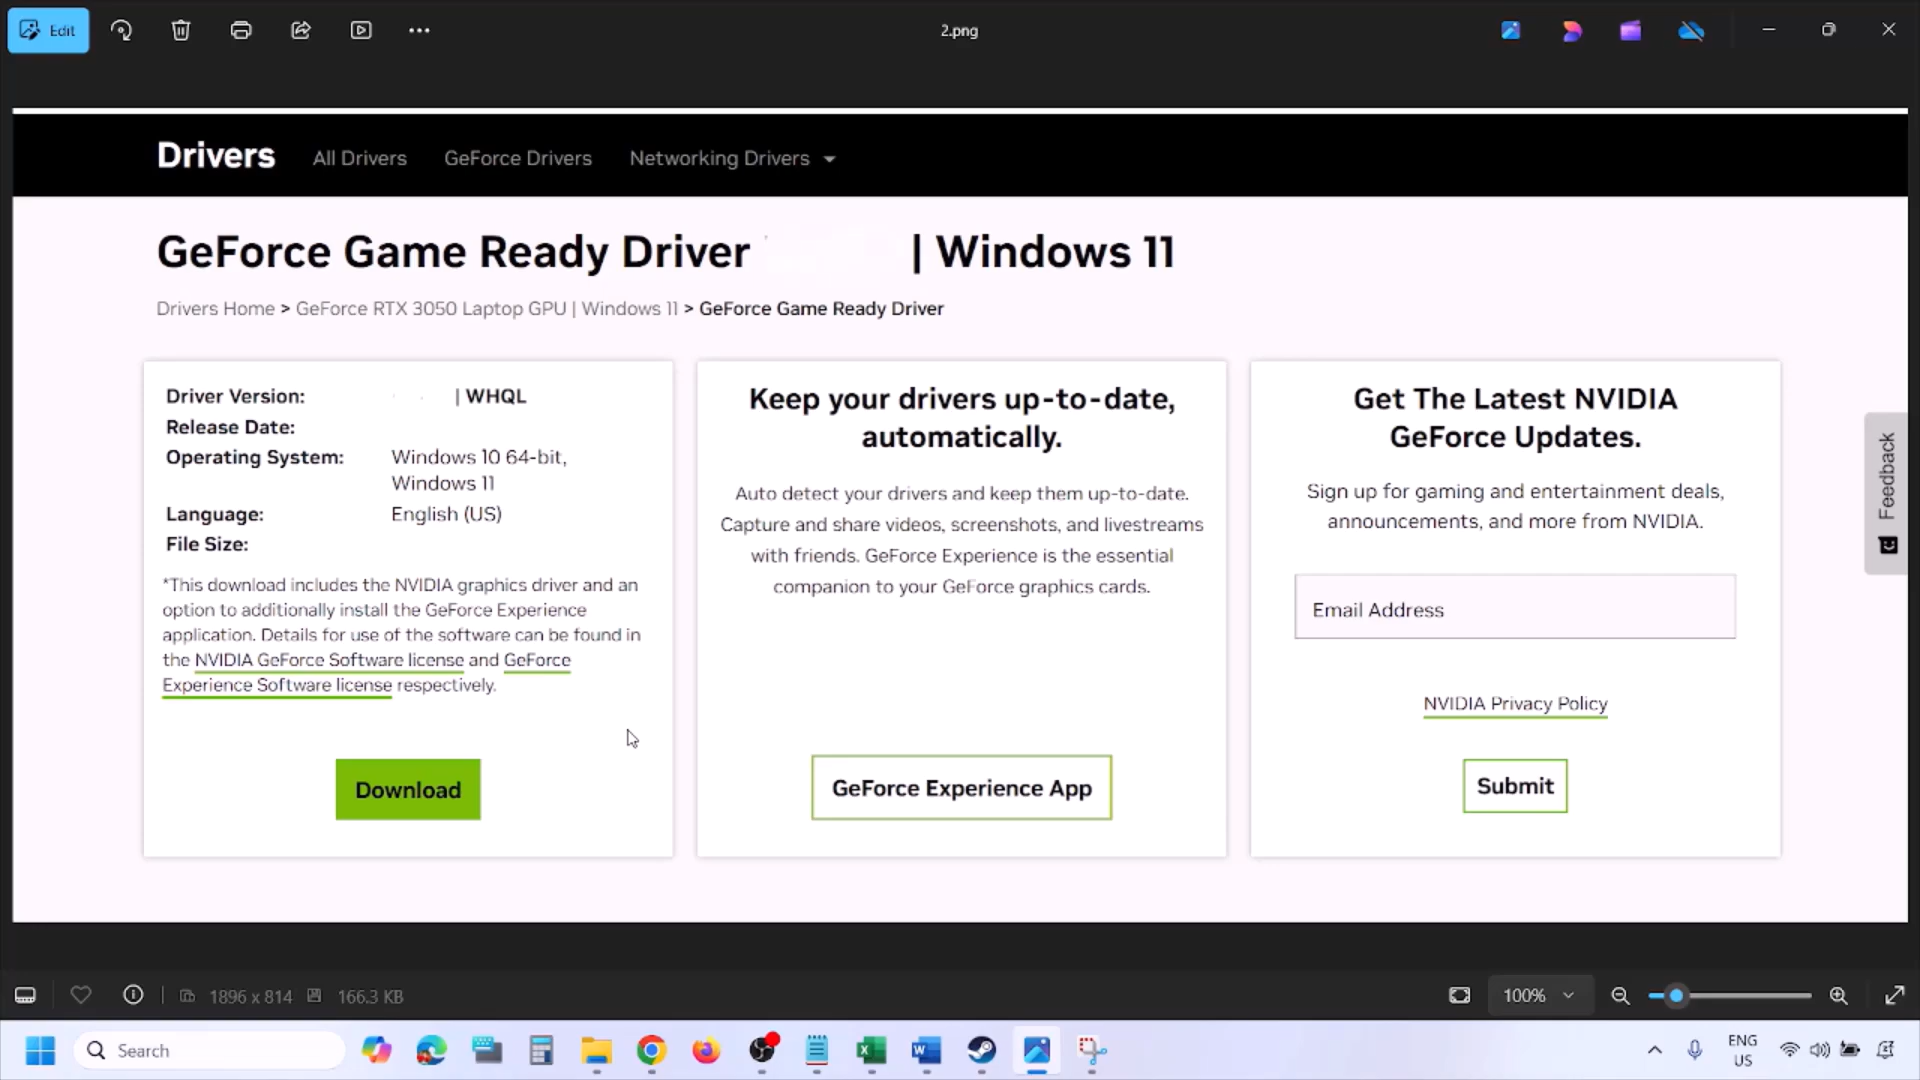 Edit
2.png
Drivers
All Drivers
GeForce Drivers
Networking Drivers
GeForce Game Ready Driver | Windows 11
Drivers Home > GeForce RTX 3050 Laptop GPU | Windows 11 > GeForce Game Ready Driver
Driver Version: | WHQL
Release Date:
Operating System: Windows 10 64-bit,
Windows 11
Language: English (US)
File Size:
*This download includes the NVIDIA graphics driver and an
option to additionally install the GeForce Experience
application. Details for use of the software can be found in
the NVIDIA GeForce Software license and GeForce
Experience Software license respectively.
Download
Keep your drivers up-to-date,
automatically.
Auto detect your drivers and keep them up-to-date.
Capture and share videos, screenshots, and livestreams
with friends. GeForce Experience is the essential
companion to your GeForce graphics cards.
GeForce Experience App
Get The Latest NVIDIA
GeForce Updates.
Sign up for gaming and entertainment deals,
announcements, and more from NVIDIA.
Email Address
NVIDIA Privacy Policy
Submit
Feedback
1896 x 814
166.3 KB
100%
Search
ENG
US